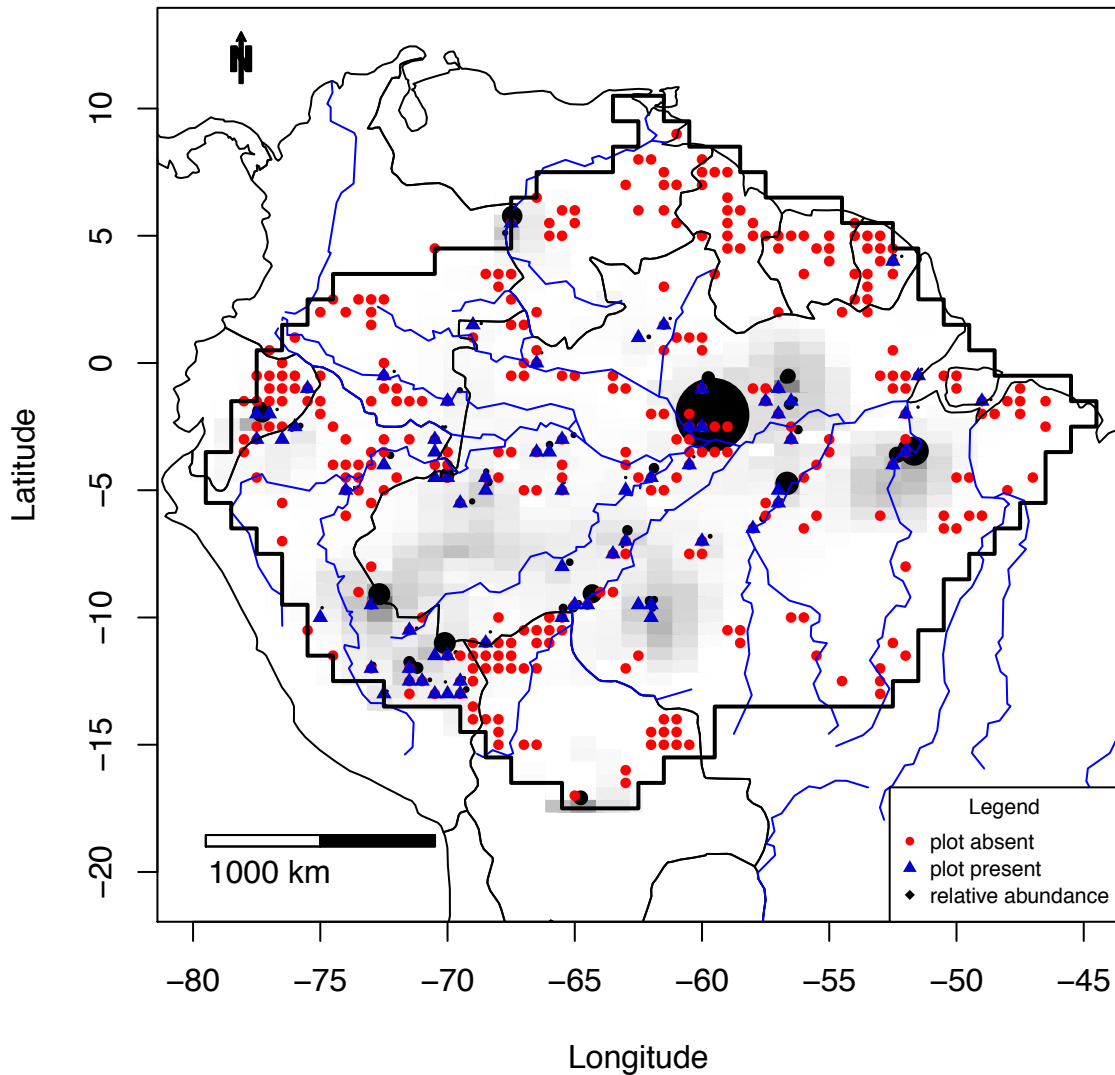 N
10
5
0
−5
−10
−15
−20
Latitude
1000 km
Legend
plot absent
plot present
relative abundance
−80
−75
−70
−65
−60
−55
−50
−45
Longitude